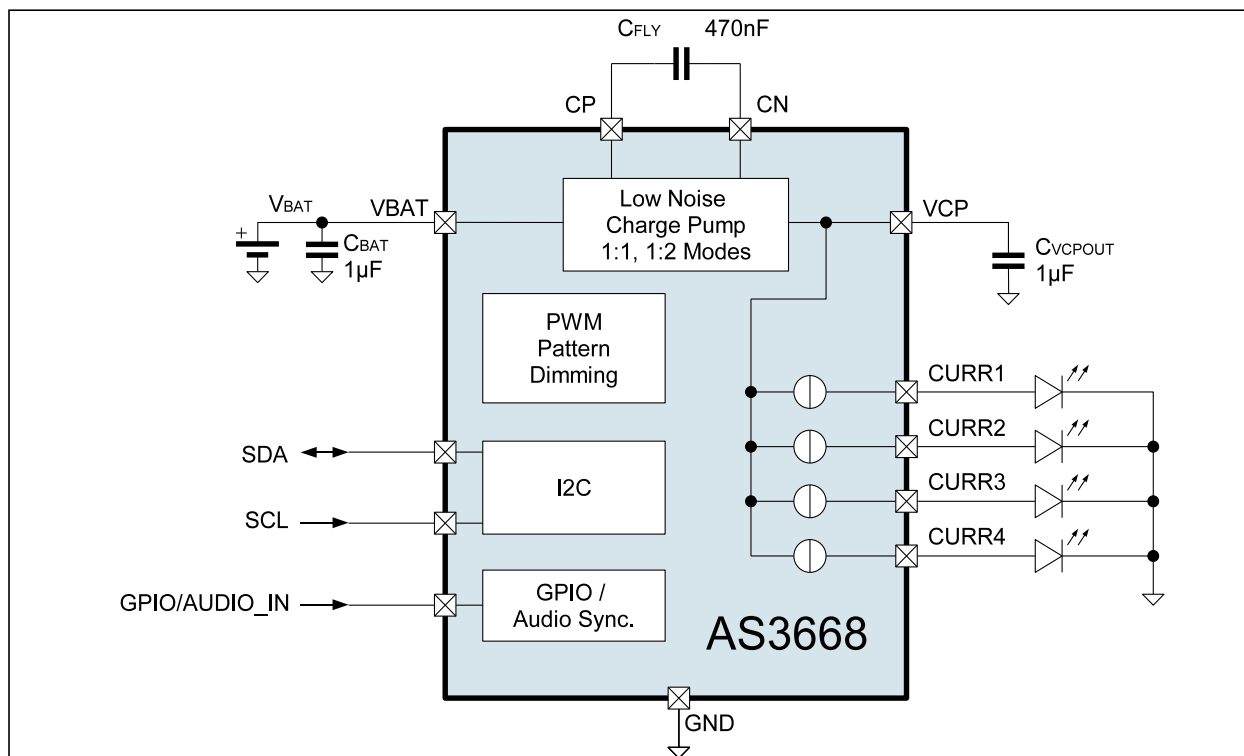 CFLY 470nF
CP
CN
Low Noise
Charge Pump
1:1, 1:2 Modes
VBAT
VBAT
+
CBAT
1µF
VCP
CVCPOUT
1µF
PWM
Pattern
Dimming
CURR1
CURR2
CURR3
CURR4
SDA
I2C
SCL
GPIO/AUDIO_IN
GPIO /
Audio Sync.
AS3668
GND